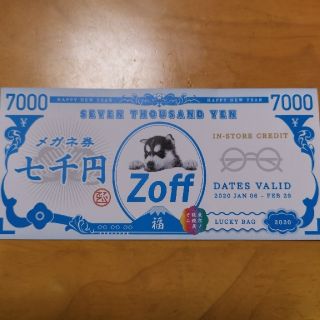 7000 HAPPY NEW YEAR HAPPY NEW YEAR 7000
¥ SEVEN THOUSAND YEN ¥
メガネ券
七千円
Zoff
IN-STORE CREDIT
DATES VALID
2020 JAN 06 - FEB 29
福
LUCKY BAG 2020